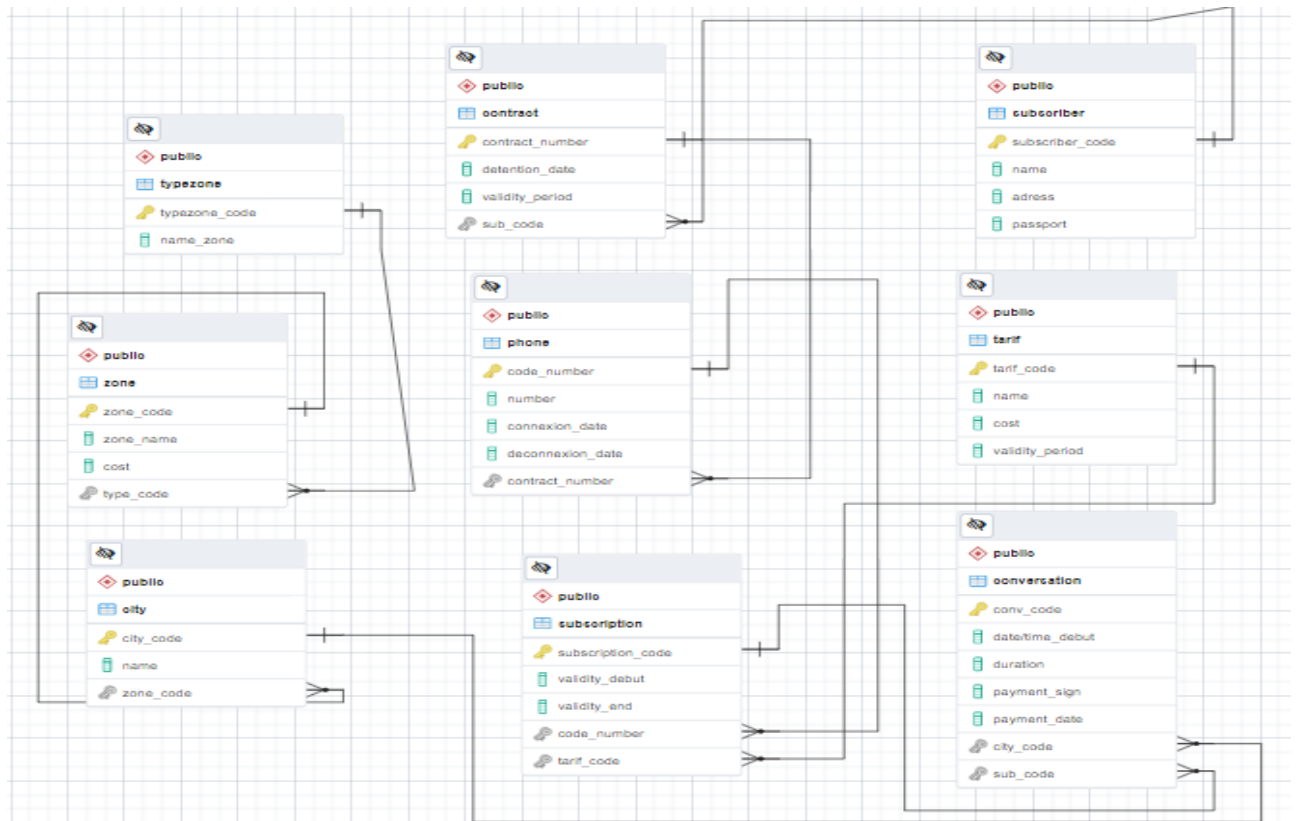 public
contract
contract_number
detention_date
validity_period
sub_code
public
subscriber
subscriber_code
name
adress
passport
public
typezone
typezone_code
name_zone
public
phone
code_number
number
connexion_date
deconnexion_date
contract_number
public
tarif
tarif_code
name
cost
validity_period
public
zone
zone_code
zone_name
cost
type_code
public
city
city_code
name
zone_code
public
subscription
subscription_code
validity_debut
validity_end
code_number
tarif_code
public
conversation
conv_code
date/time_debut
duration
payment_sign
payment_date
city_code
sub_code